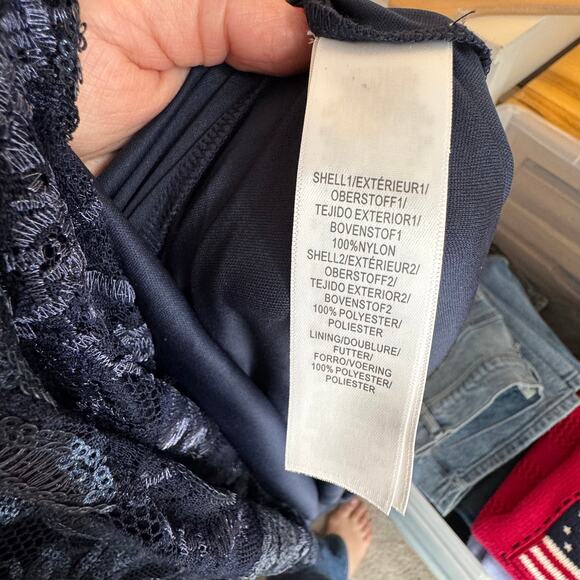 SHELL1/EXTÉRIEUR1/
OBERSTOFF1/
TEJIDO EXTERIOR1/
BOVENSTOF1
100%NYLON
SHELL2/EXTÉRIEUR2/
OBERSTOFF2/
TEJIDO EXTERIOR2/
BOVENSTOF2
100% POLYESTER/
POLIESTER
LINING/DOUBLURE/
FUTTER/
FORRO/VOERING
100% POLYESTER/
POLIESTER